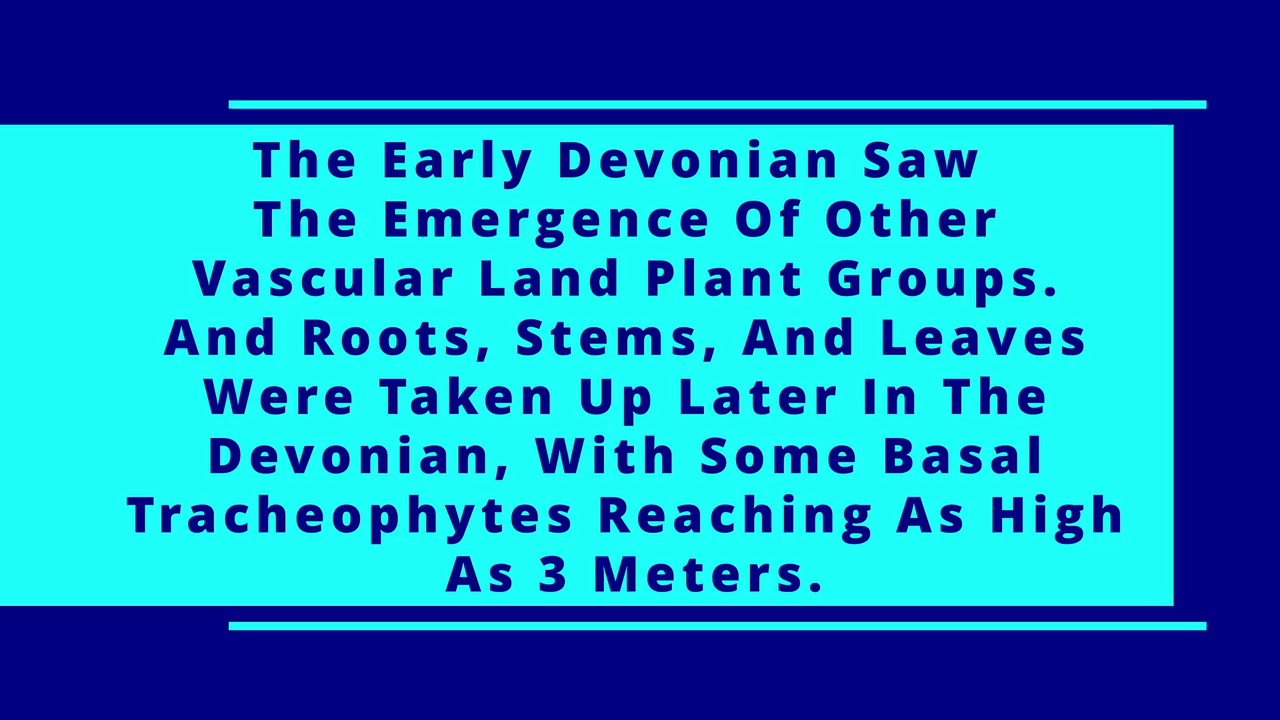 The Early Devonian Saw
The Emergence Of Other
Vascular Land Plant Groups.
And Roots, Stems, And Leaves
Were Taken Up Later In The
Devonian, With Some Basal
Tracheophytes Reaching As High
As 3 Meters.